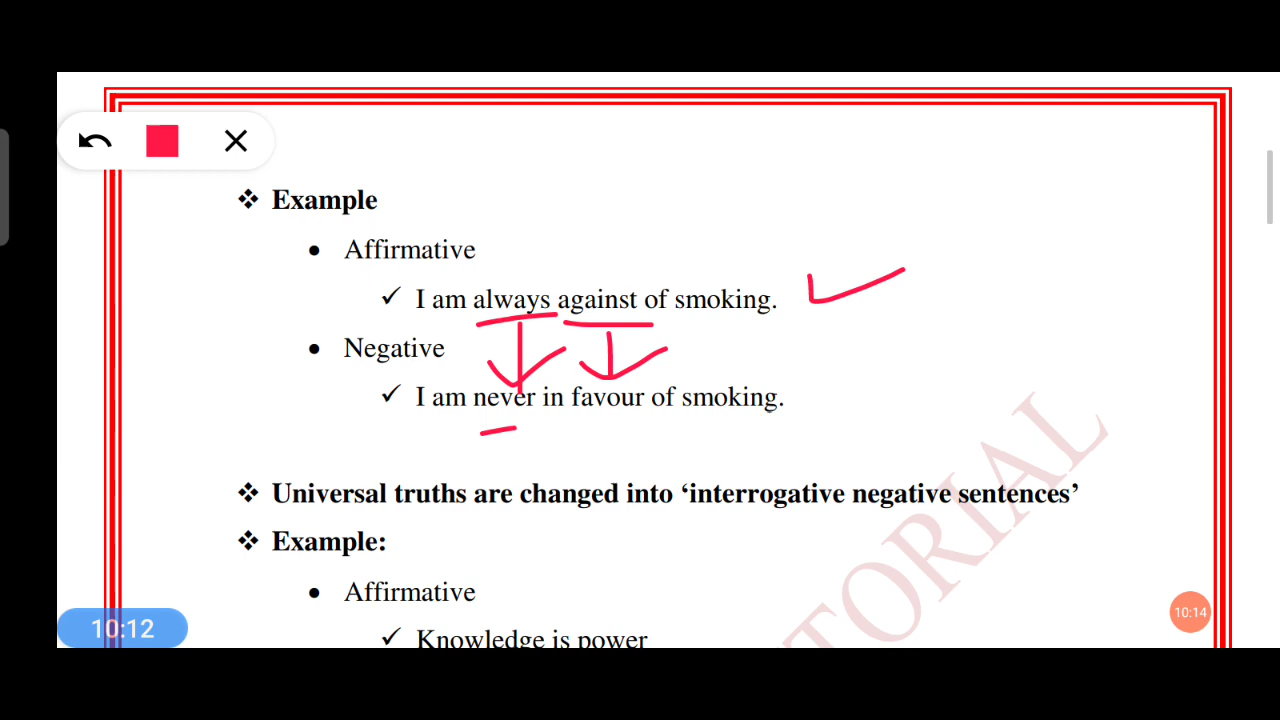 ❖ Example
• Affirmative
✓ I am always against of smoking.
• Negative
✓ I am never in favour of smoking.
❖ Universal truths are changed into ‘interrogative negative sentences’
❖ Example:
• Affirmative
✓ Knowledge is power
TORIAL
10:12
10:14